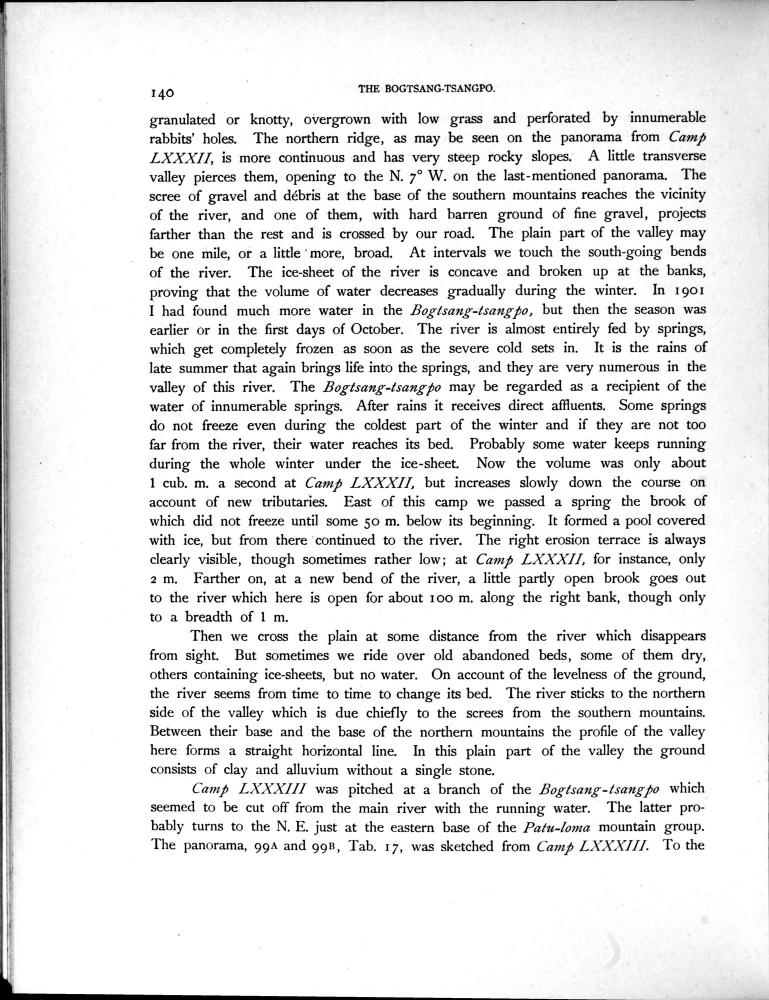 140
THE BOGTSANG-TSANGPO.
granulated or knotty, overgrown with low grass and perforated by innumerable
rabbits' holes. The northern ridge, as may be seen on the panorama from Camp
LXXXII, is more continuous and has very steep rocky slopes. A little transverse
valley pierces them, opening to the N. 7° W. on the last-mentioned panorama. The
scree of gravel and débris at the base of the southern mountains reaches the vicinity
of the river, and one of them, with hard barren ground of fine gravel, projects
farther than the rest and is crossed by our road. The plain part of the valley may
be one mile, or a little more, broad. At intervals we touch the south-going bends
of the river. The ice-sheet of the river is concave and broken up at the banks,
proving that the volume of water decreases gradually during the winter. In 1901
I had found much more water in the Bogtsang-tsangpo, but then the season was
earlier or in the first days of October. The river is almost entirely fed by springs,
which get completely frozen as soon as the severe cold sets in. It is the rains of
late summer that again brings life into the springs, and they are very numerous in the
valley of this river. The Bogtsang-tsangpo may be regarded as a recipient of the
water of innumerable springs. After rains it receives direct affluents. Some springs
do not freeze even during the coldest part of the winter and if they are not too
far from the river, their water reaches its bed. Probably some water keeps running
during the whole winter under the ice-sheet. Now the volume was only about
1 cub. m. a second at Camp LXXXII, but increases slowly down the course on
account of new tributaries. East of this camp we passed a spring the brook of
which did not freeze until some 50 m. below its beginning. It formed a pool covered
with ice, but from there continued to the river. The right erosion terrace is always
clearly visible, though sometimes rather low; at Camp LXXXII, for instance, only
2 m. Farther on, at a new bend of the river, a little partly open brook goes out
to the river which here is open for about 100 m. along the right bank, though only
to a breadth of 1 m.
Then we cross the plain at some distance from the river which disappears
from sight. But sometimes we ride over old abandoned beds, some of them dry,
others containing ice-sheets, but no water. On account of the levelness of the ground,
the river seems from time to time to change its bed. The river sticks to the northern
side of the valley which is due chiefly to the screes from the southern mountains.
Between their base and the base of the northern mountains the profile of the valley
here forms a straight horizontal line. In this plain part of the valley the ground
consists of clay and alluvium without a single stone.
Camp LXXXIII was pitched at a branch of the Bogtsang-tsangpo which
seemed to be cut off from the main river with the running water. The latter pro-
bably turns to the N. E. just at the eastern base of the Patu-loma mountain group.
The panorama, 99A and 99B, Tab. 17, was sketched from Camp LXXXIII. To the